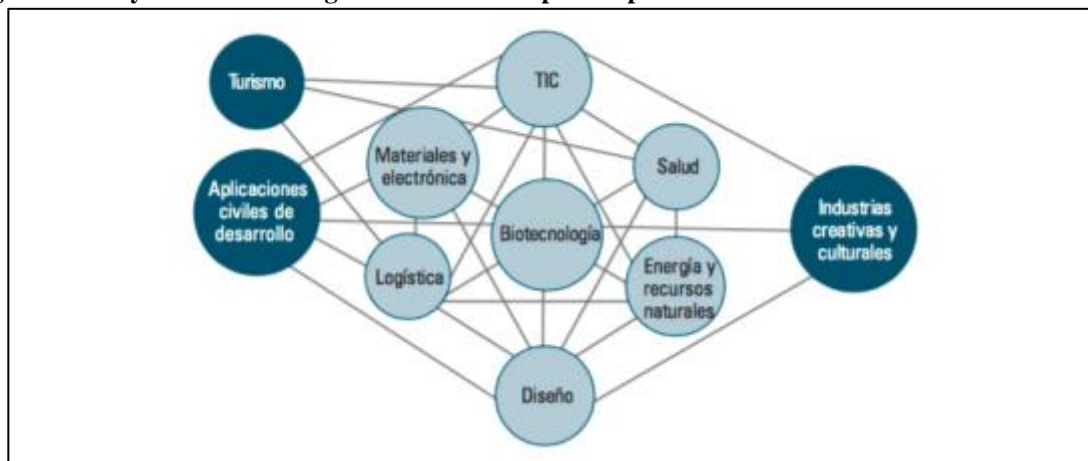 Turismo
TIC
Materiales y
electrónica
Salud
Aplicaciones
civiles de
desarrollo
Biotecnología
Industrias
creativas y
culturales
Logística
Energía y
recursos
naturales
Diseño